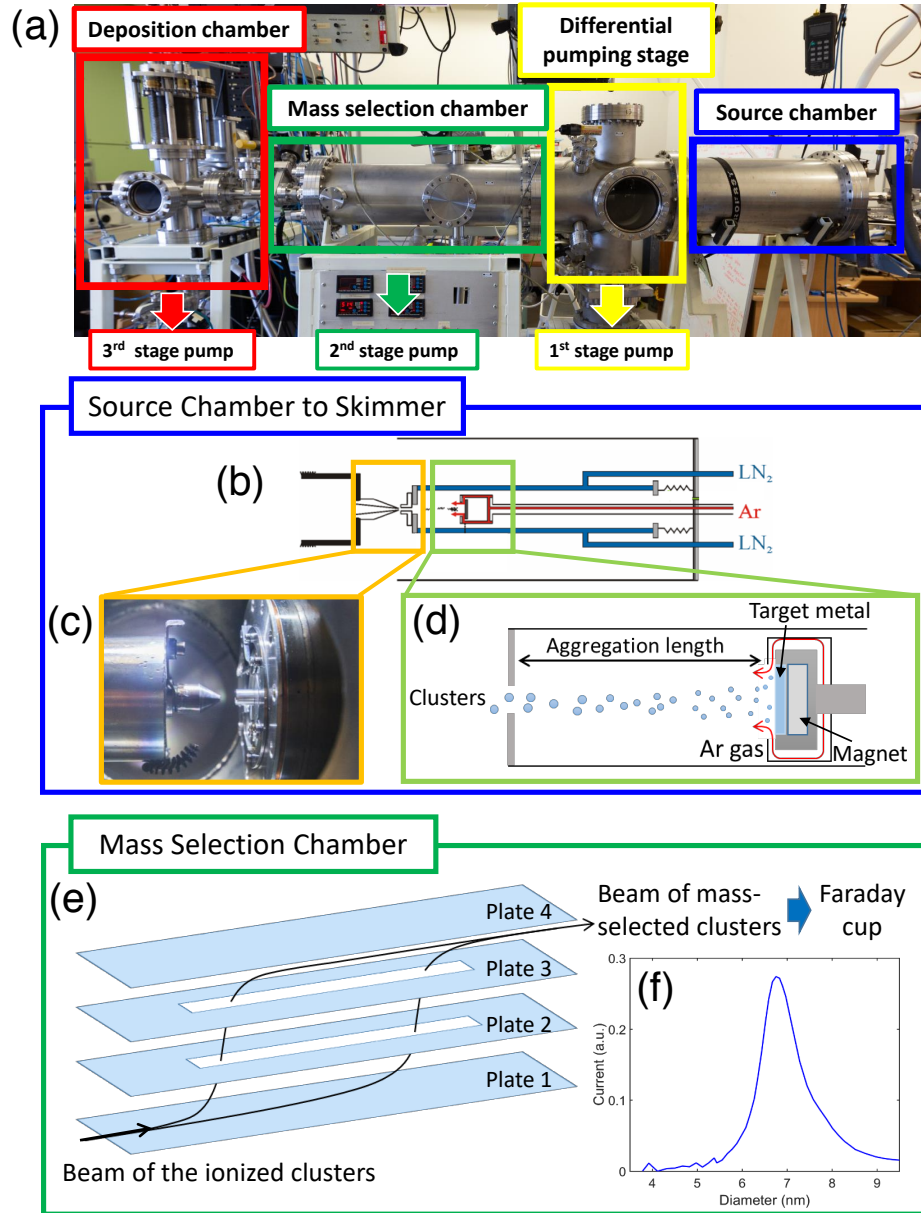 (a)
Deposition chamber
Mass selection chamber
Differential
pumping stage
Source chamber
3rd stage pump
2nd stage pump
1st stage pump
Source Chamber to Skimmer
(b)
LN2
Ar
LN2
(c)
(d)
Target metal
Aggregation length
Clusters
Ar gas
Magnet
Mass Selection Chamber
(e)
Plate 4
Plate 3
Plate 2
Plate 1
Beam of the ionized clusters
Beam of mass-
selected clusters
Faraday
cup
(f)
0.3
0.2
0.1
0
Current (a.u.)
4 5 6 7 8 9
Diameter (nm)